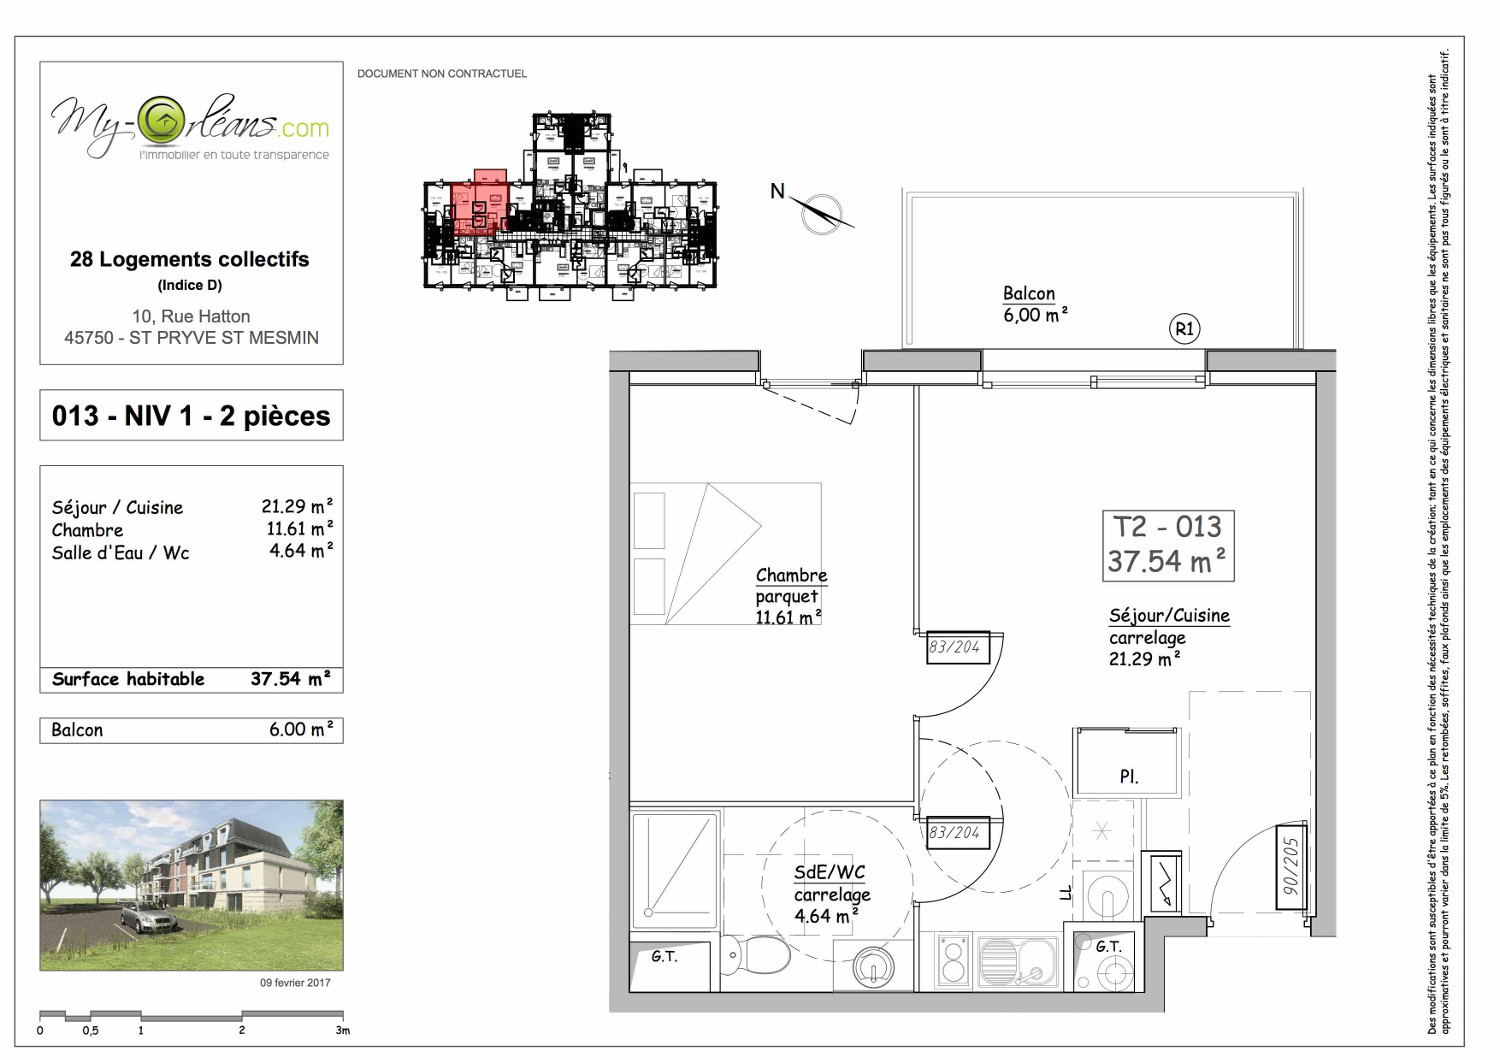 DOCUMENT NON CONTRACTUEL
My-Orléans.com
l'immobilier en toute transparence
28 Logements collectifs
(Indice D)
10, Rue Hatton
45750 - ST PRYVE ST MESMIN
013 - NIV 1 - 2 pièces
Séjour / Cuisine 21.29 m²
Chambre 11.61 m²
Salle d'Eau / Wc 4.64 m²
Surface habitable 37.54 m²
Balcon 6.00 m²
09 fevrier 2017
0 0,5 1 2 3m
N
Balcon
6,00 m²
R1
T2 - 013
37.54 m²
Chambre
parquet
11.61 m²
Séjour/Cuisine
carrelage
21.29 m²
83/204
Pl.
83/204
90/205
SdE/WC
carrelage
4.64 m²
LL
G.T.
G.T.
Des modifications sont susceptibles d'être apportées à ce plan en fonction des nécessités techniques de la création; tant en ce qui concerne les dimensions libres que les équipements. Les surfaces indiquées sont
approximatives et pourront varier dans la limite de 5%. Les retombées, soffites, faux plafonds ainsi que les emplacements des équipements électriques et sanitaires ne sont pas tous figurés ou le sont à titre indicatif.